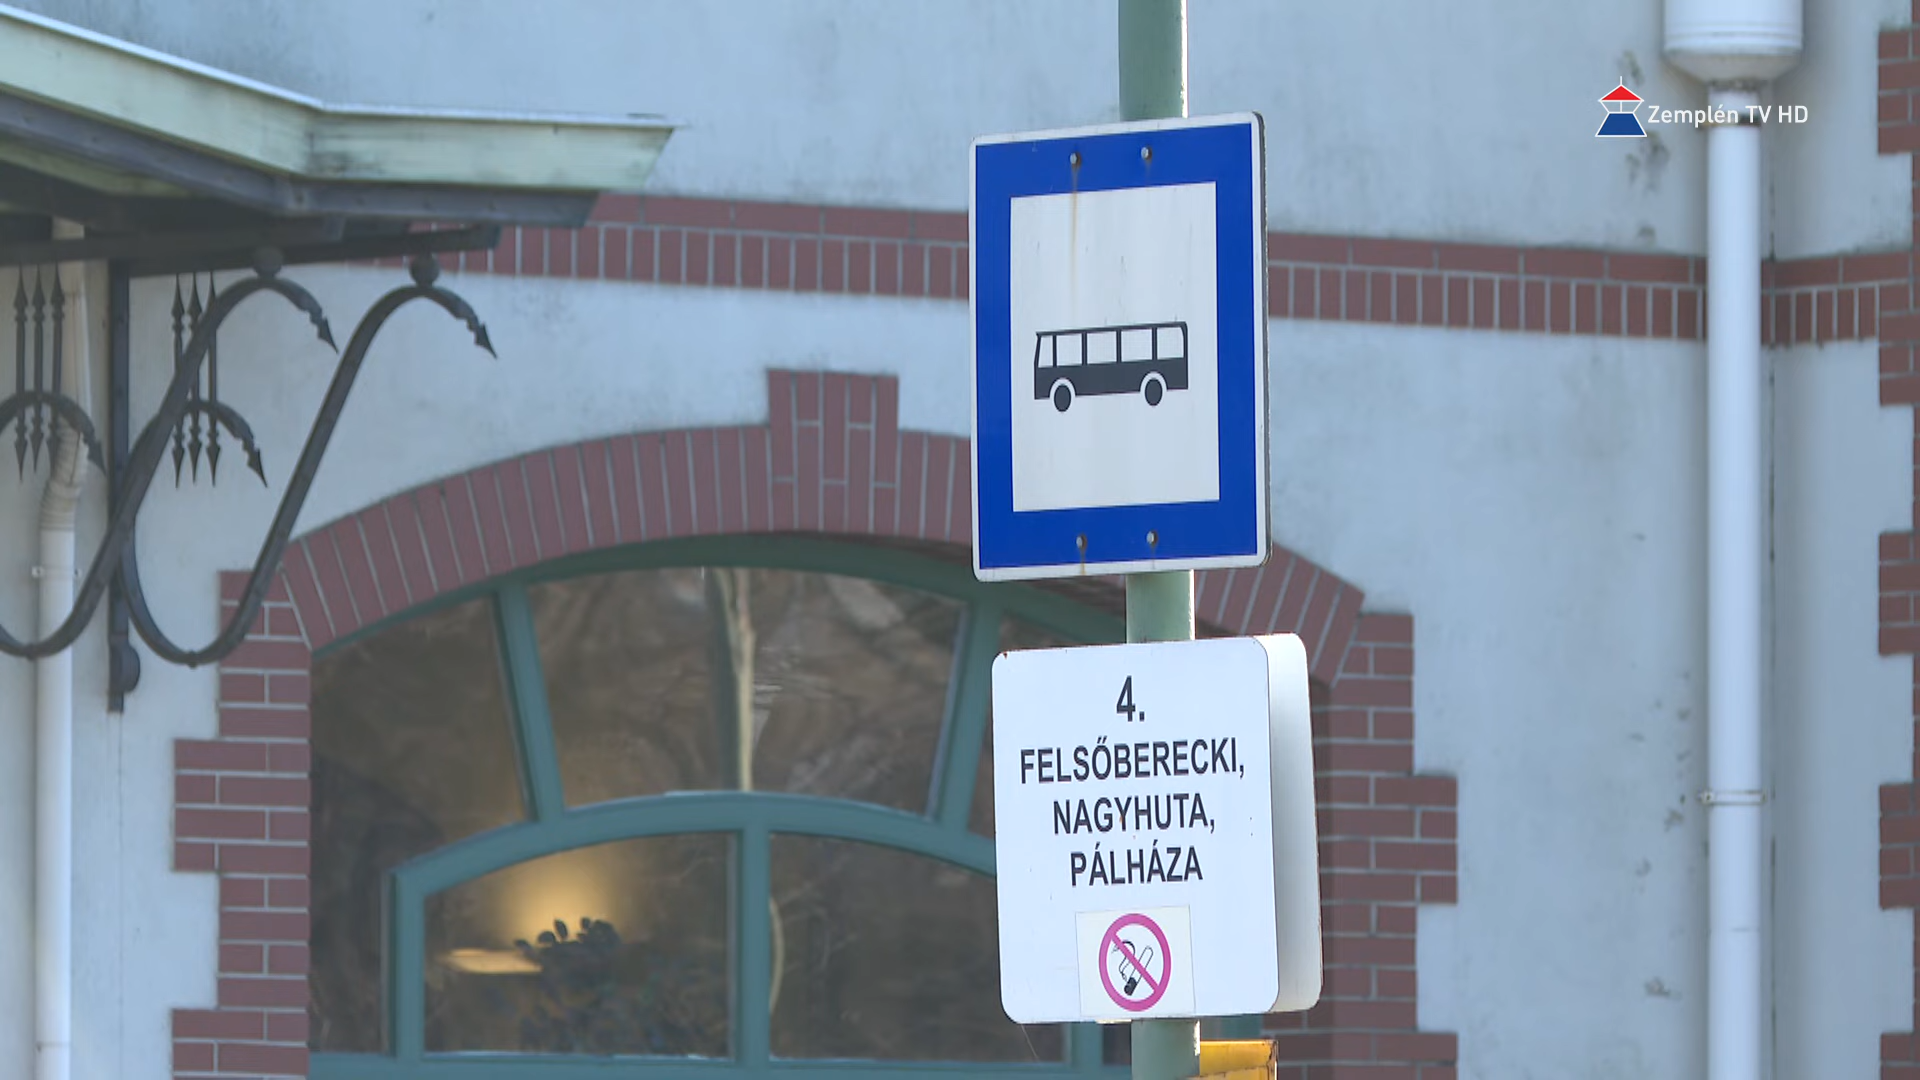 Zemplén TV HD
4.
FELSŐBERECKI,
NAGYHUTA,
PÁLHÁZA